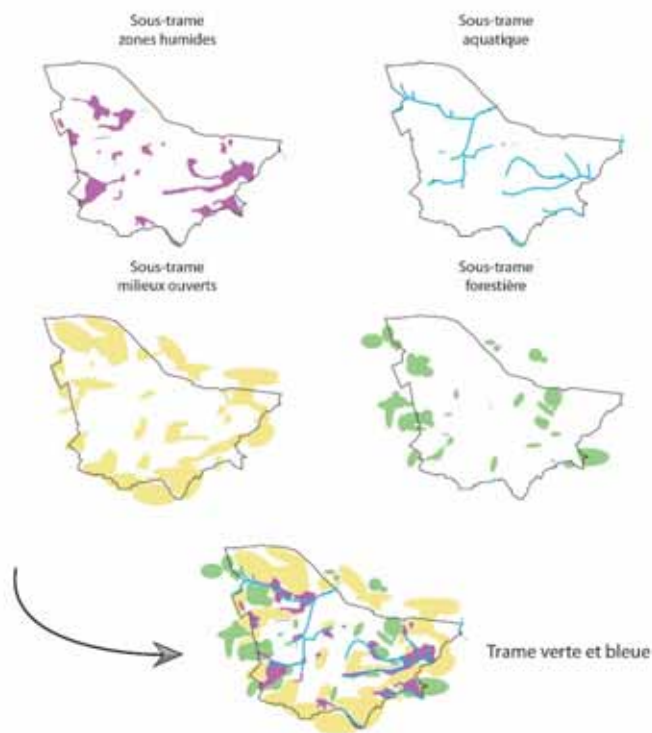 Sous-trame
zones humides
Sous-trame
aquatique
Sous-trame
milieux ouverts
Sous-trame
forestière
Trame verte et bleue